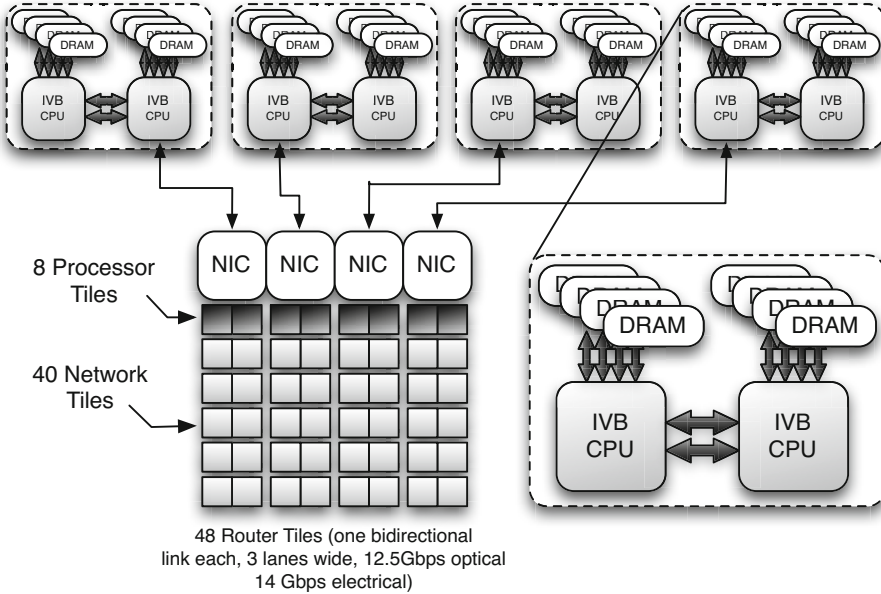 DRAM DRAM DRAM DRAM DRAM DRAM DRAM DRAM
IVB CPU IVB CPU IVB CPU IVB CPU IVB CPU IVB CPU IVB CPU IVB CPU
NIC NIC NIC NIC
8 Processor
Tiles
40 Network
Tiles
DRAM DRAM
IVB
CPU
IVB
CPU
48 Router Tiles (one bidirectional
link each, 3 lanes wide, 12.5Gbps optical
14 Gbps electrical)